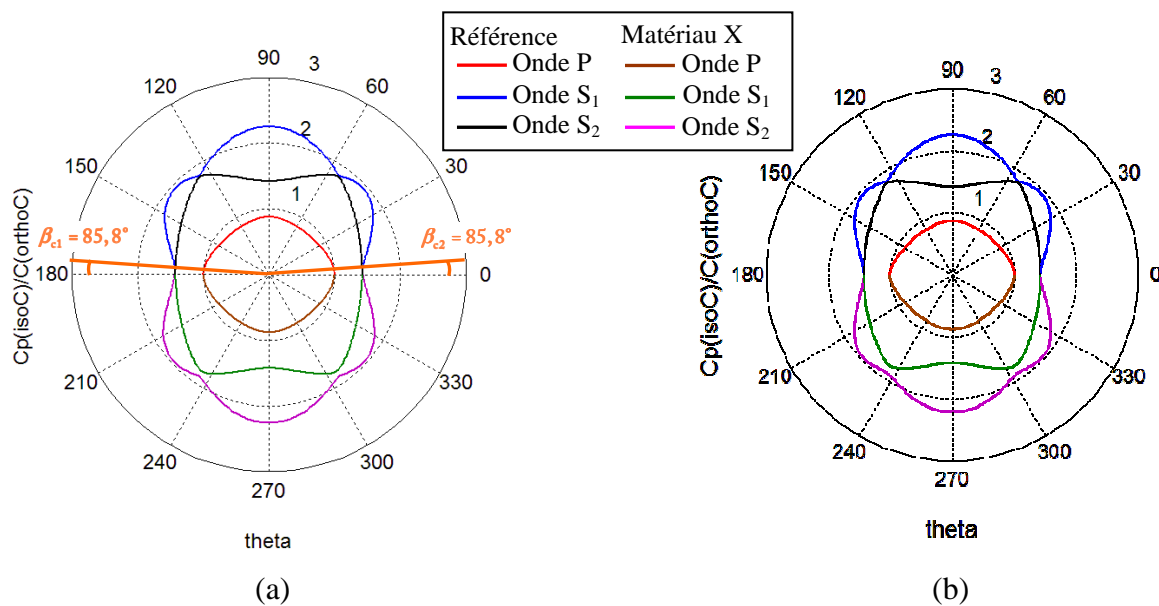 Référence Matériau X
Onde P Onde P
Onde S₁ Onde S₁
Onde S₂ Onde S₂
90
3
120
60
2
150
30
1
βc1 = 85,8°
βc2 = 85,8°
180
0
210
330
240
300
270
Cp(isoC)/C(orthoC)
theta
(a)
90
3
120
60
2
150
30
1
180
0
210
330
240
300
270
Cp(isoC)/C(orthoC)
theta
(b)